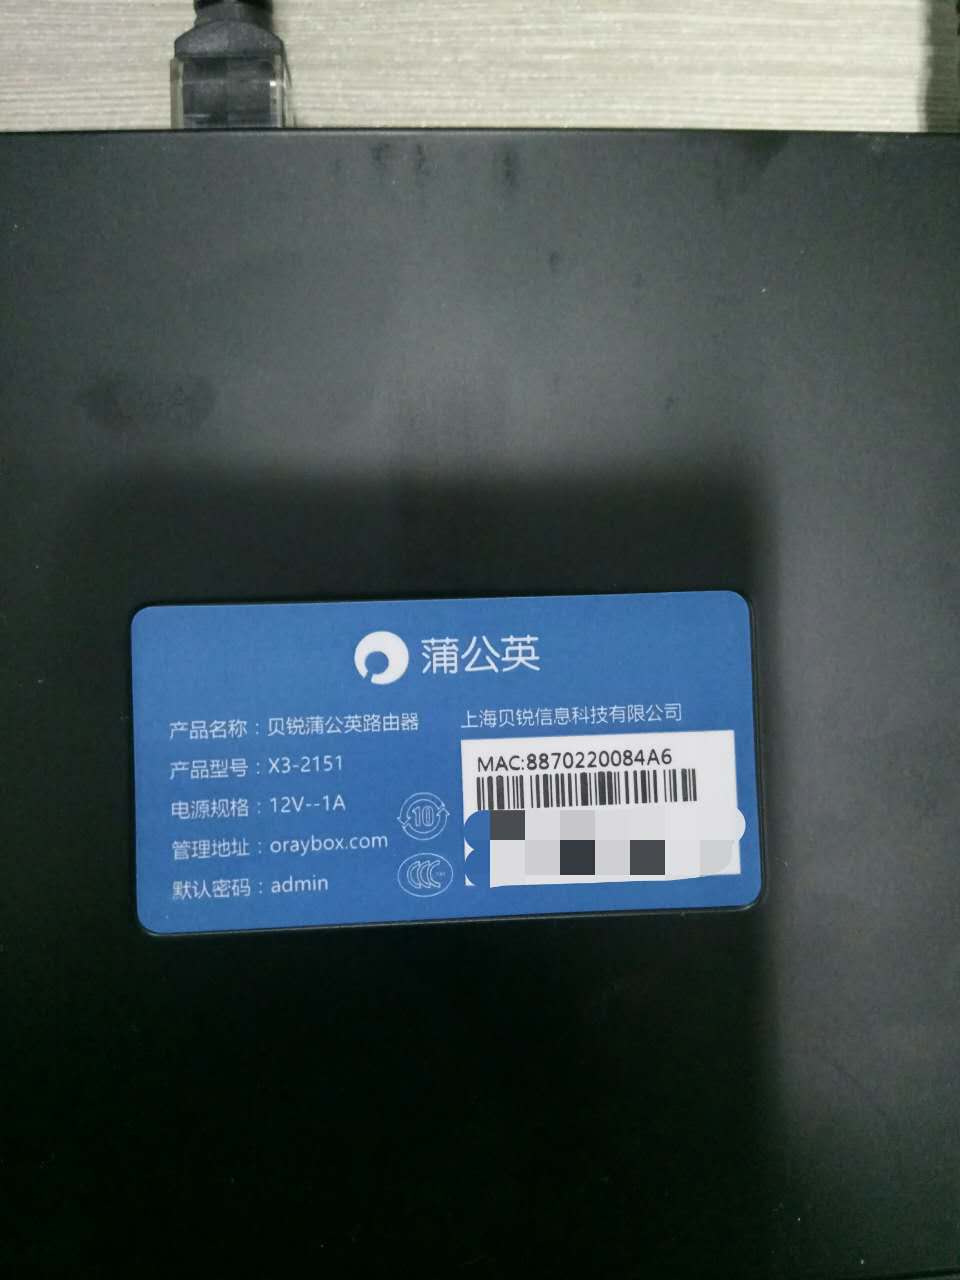 蒲公英
产品名称：贝锐蒲公英路由器
上海贝锐信息科技有限公司
产品型号：X3-2151
MAC:8870220084A6
电源规格：12V--1A
10
管理地址：oraybox.com
默认密码：admin
CCC